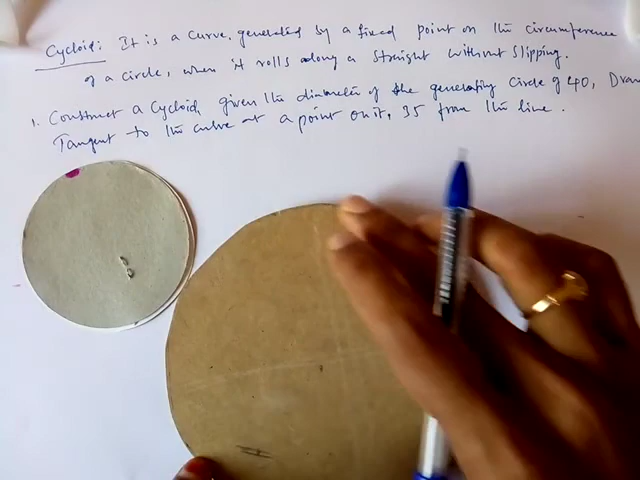 Cycloid: It is a curve, generated by a fixed point on the circumference
of a circle, when it rolls along a straight without slipping.
1. Construct a cycloid given the diameter of the generating circle of 40, Draw
Tangent to the curve at a point on it, 35 from the line.